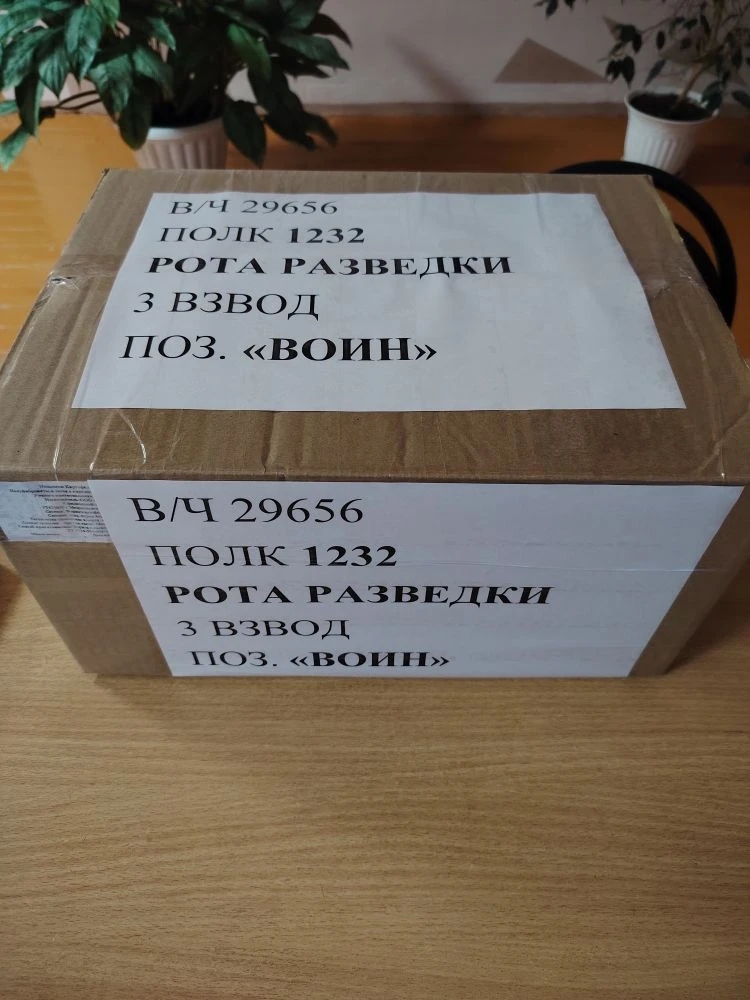 В/Ч 29656
ПОЛК 1232
РОТА РАЗВЕДКИ
3 ВЗВОД
ПОЗ. «ВОИН»
В/Ч 29656
ПОЛК 1232
РОТА РАЗВЕДКИ
3 ВЗВОД
ПОЗ. «ВОИН»